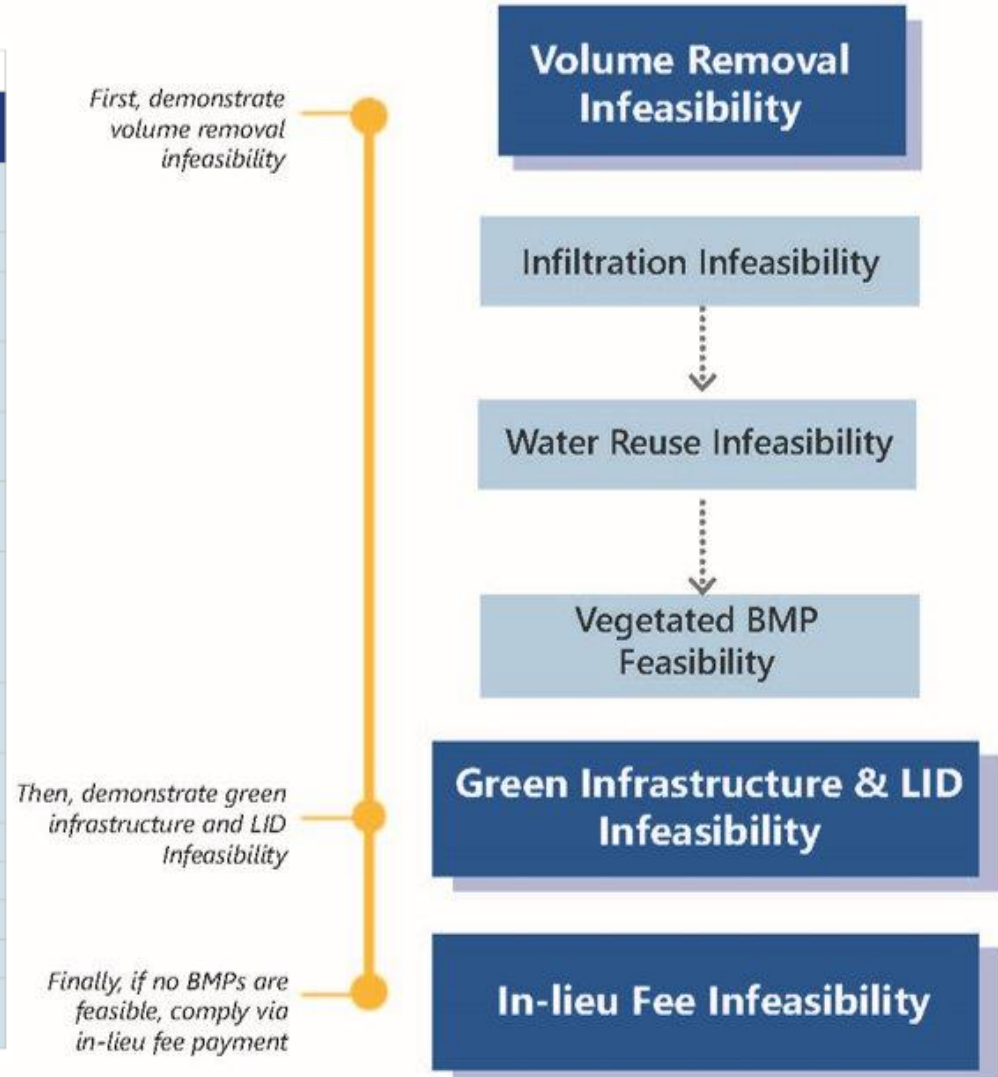 First, demonstrate
volume removal
infeasibility
Volume Removal
Infeasibility
Infiltration Infeasibility
Water Reuse Infeasibility
Vegetated BMP
Feasibility
Then, demonstrate green
infrastructure and LID
Infeasibility
Green Infrastructure & LID
Infeasibility
Finally, if no BMPs are
feasible, comply via
in-lieu fee payment
In-lieu Fee Infeasibility